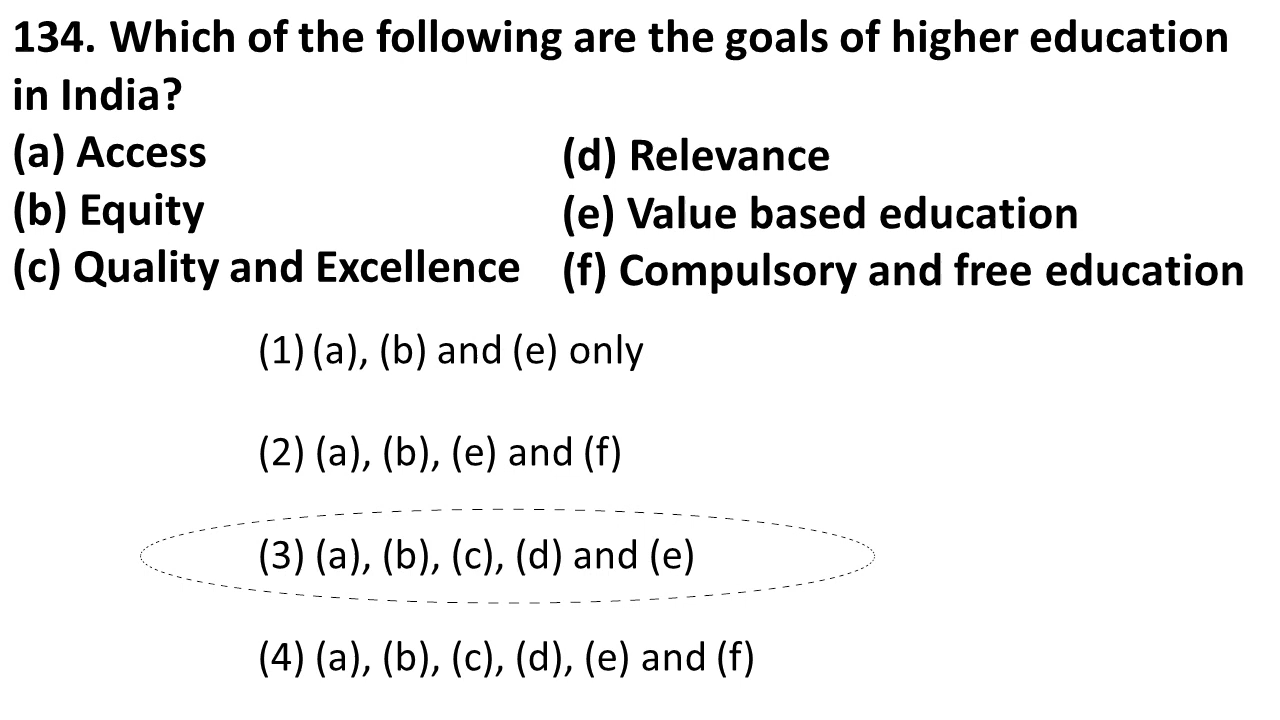 134. Which of the following are the goals of higher education
in India?
(a) Access
(b) Equity
(c) Quality and Excellence
(d) Relevance
(e) Value based education
(f) Compulsory and free education
(1) (a), (b) and (e) only
(2) (a), (b), (e) and (f)
(3) (a), (b), (c), (d) and (e)
(4) (a), (b), (c), (d), (e) and (f)